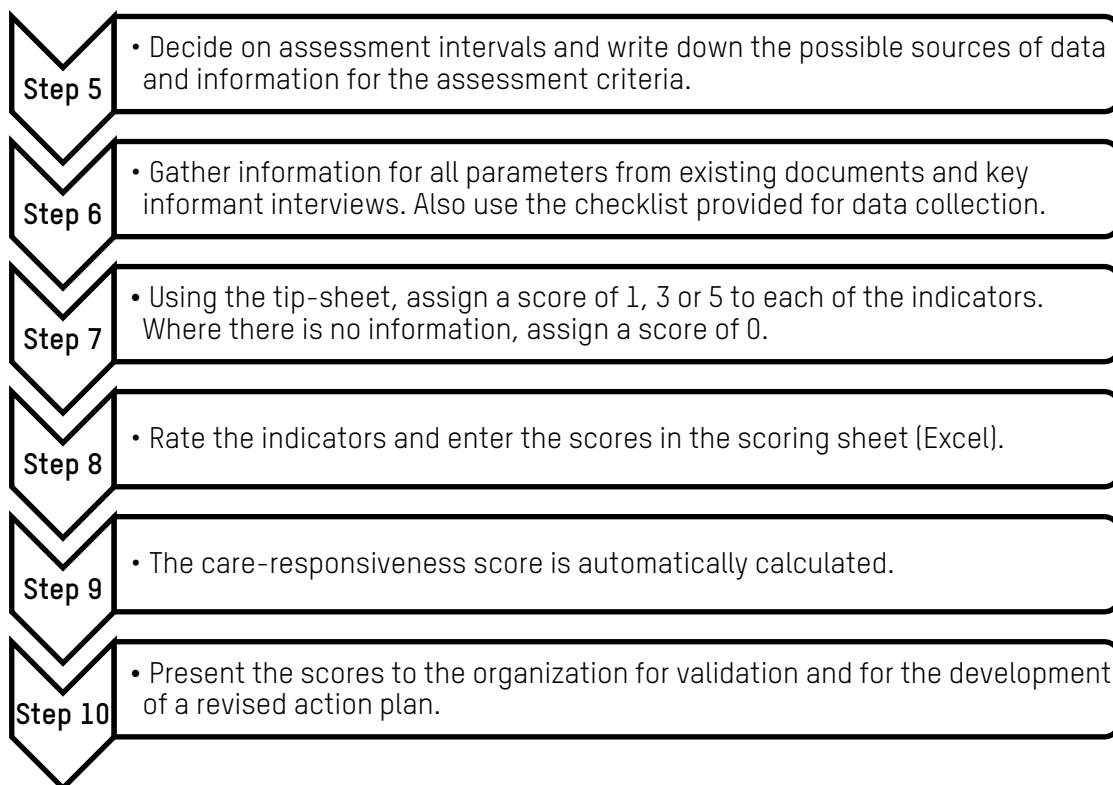 Step 5
• Decide on assessment intervals and write down the possible sources of data
and information for the assessment criteria.
Step 6
• Gather information for all parameters from existing documents and key
informant interviews. Also use the checklist provided for data collection.
Step 7
• Using the tip-sheet, assign a score of 1, 3 or 5 to each of the indicators.
Where there is no information, assign a score of 0.
Step 8
• Rate the indicators and enter the scores in the scoring sheet (Excel).
Step 9
• The care-responsiveness score is automatically calculated.
Step 10
• Present the scores to the organization for validation and for the development
of a revised action plan.